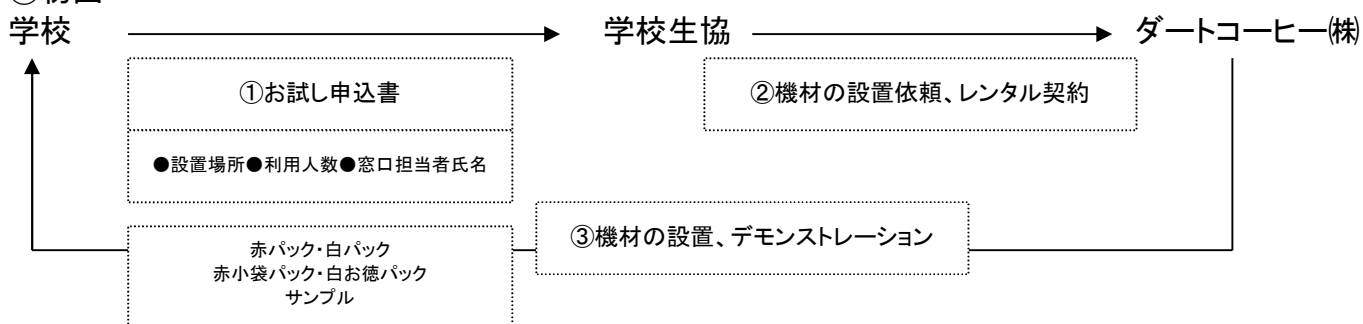 学校
学校生協
ダートコーヒー㈱
①お試し申込書
②機材の設置依頼、レンタル契約
●設置場所●利用人数●窓口担当者氏名
③機材の設置、デモンストレーション
赤パック・白パック
赤小袋パック・白お徳パック
サンプル